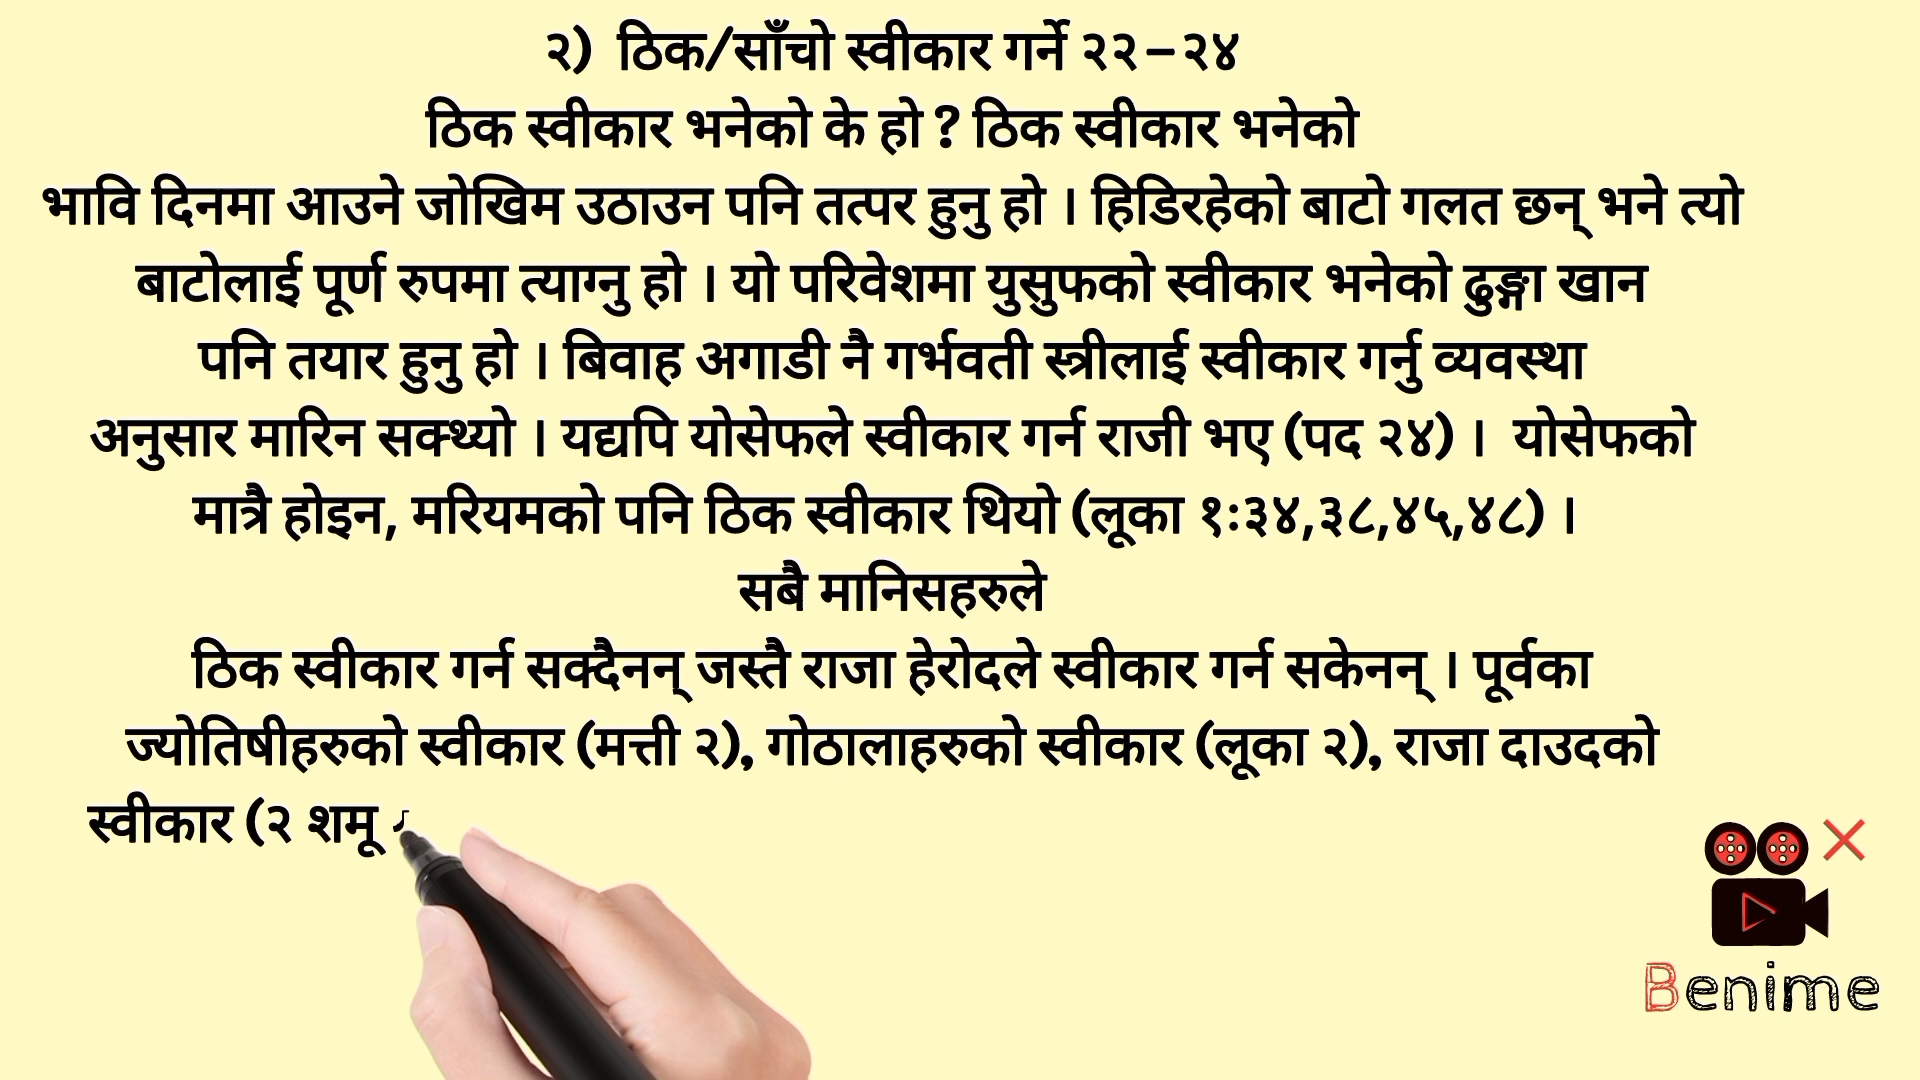 २) ठिक/साँचो स्वीकार गर्ने २२–२४
ठिक स्वीकार भनेको के हो ? ठिक स्वीकार भनेको
भावि दिनमा आउने जोखिम उठाउन पनि तत्पर हुनु हो । हिडिरहेको बाटो गलत छन् भने त्यो
बाटोलाई पूर्ण रुपमा त्याग्नु हो । यो परिवेशमा युसुफको स्वीकार भनेको ढुङ्गा खान
पनि तयार हुनु हो । बिवाह अगाडी नै गर्भवती स्त्रीलाई स्वीकार गर्नु व्यवस्था
अनुसार मारिन सक्थ्यो । यद्यपि योसेफले स्वीकार गर्न राजी भए (पद २४) । योसेफको
मात्रै होइन, मरियमको पनि ठिक स्वीकार थियो (लूका १ः३४,३८,४५,४८) ।
सबै मानिसहरुले
ठिक स्वीकार गर्न सक्दैनन् जस्तै राजा हेरोदले स्वीकार गर्न सकेनन् । पूर्वका
ज्योतिषीहरुको स्वीकार (मत्ती २), गोठालाहरुको स्वीकार (लूका २), राजा दाउदको
स्वीकार (२ शमू
Benime